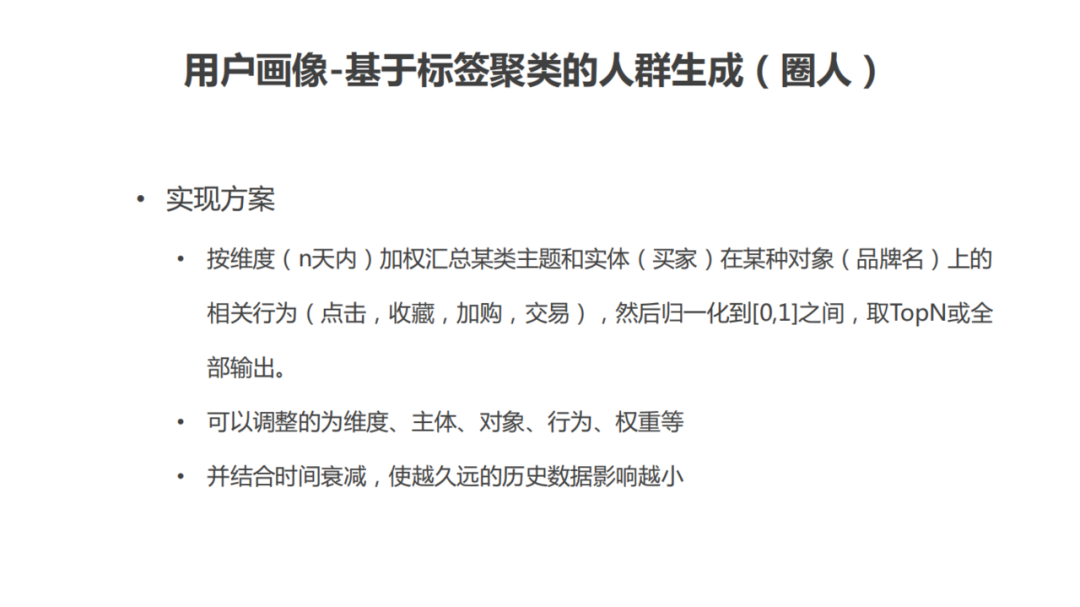 用户画像-基于标签聚类的人群生成（圈人）
• 实现方案
• 按维度（n天内）加权汇总某类主题和实体（买家）在某种对象（品牌名）上的
相关行为（点击，收藏，加购，交易），然后归一化到[0,1]之间，取TopN或全
部输出。
• 可以调整的为维度、主体、对象、行为、权重等
• 并结合时间衰减，使越久远的历史数据影响越小